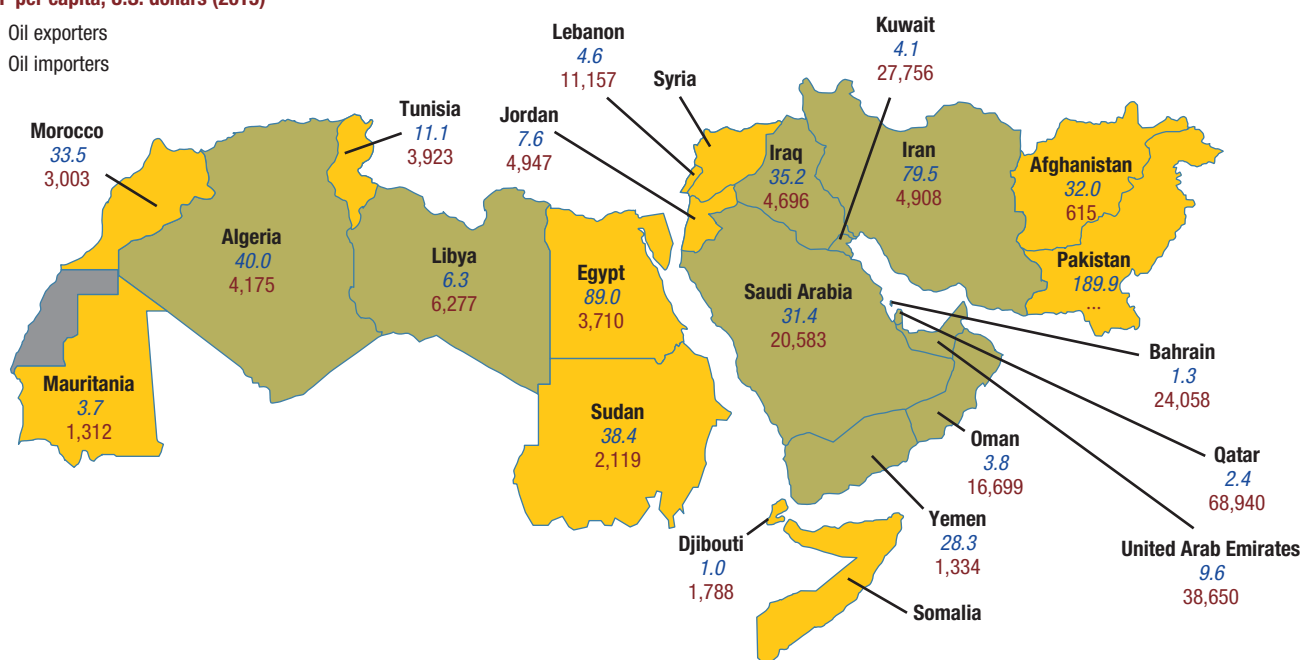 per capita, U.S. dollars (2015)
Oil exporters
Oil importers
Morocco
33.5
3,003
Tunisia
11.1
3,923
Lebanon
4.6
11,157
Syria
Kuwait
4.1
27,756
Jordan
7.6
4,947
Iraq
35.2
4,696
Iran
79.5
4,908
Afghanistan
32.0
615
Pakistan
189.9
...
Algeria
40.0
4,175
Libya
6.3
6,277
Egypt
89.0
3,710
Saudi Arabia
31.4
20,583
Bahrain
1.3
24,058
Mauritania
3.7
1,312
Sudan
38.4
2,119
Oman
3.8
16,699
Qatar
2.4
68,940
Djibouti
1.0
1,788
Yemen
28.3
1,334
United Arab Emirates
9.6
38,650
Somalia